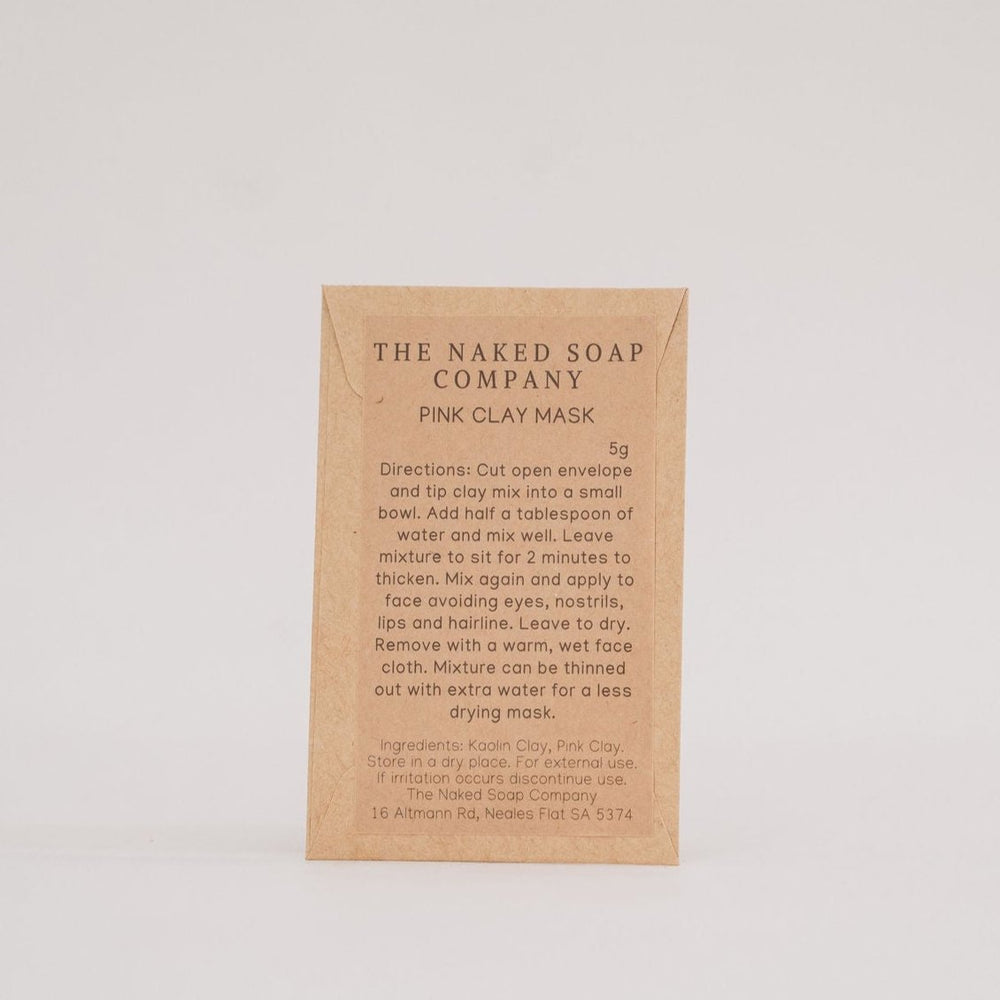 THE NAKED SOAP
COMPANY
PINK CLAY MASK
5g
Directions: Cut open envelope
and tip clay mix into a small
bowl. Add half a tablespoon of
water and mix well. Leave
mixture to sit for 2 minutes to
thicken. Mix again and apply to
face avoiding eyes, nostrils,
lips and hairline. Leave to dry.
Remove with a warm, wet face
cloth. Mixture can be thinned
out with extra water for a less
drying mask.
Ingredients: Kaolin Clay, Pink Clay.
Store in a dry place. For external use.
If irritation occurs discontinue use.
The Naked Soap Company
16 Altmann Rd, Neales Flat SA 5374